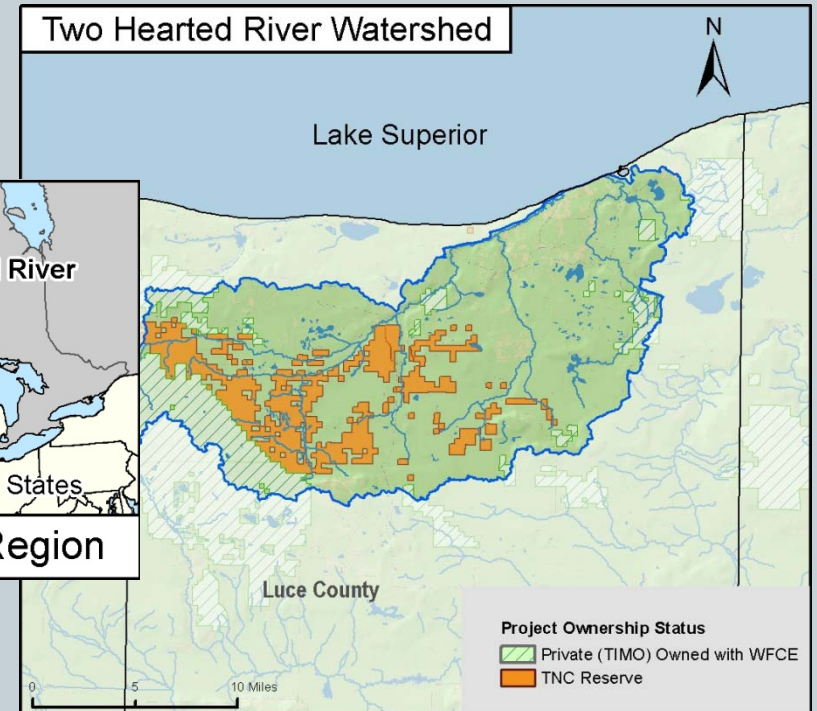 Two Hearted River Watershed
N
Lake Superior
River
States
Region
Luce County
Project Ownership Status
Private (TIMO) Owned with WFCE
TNC Reserve
0 5 10 Miles